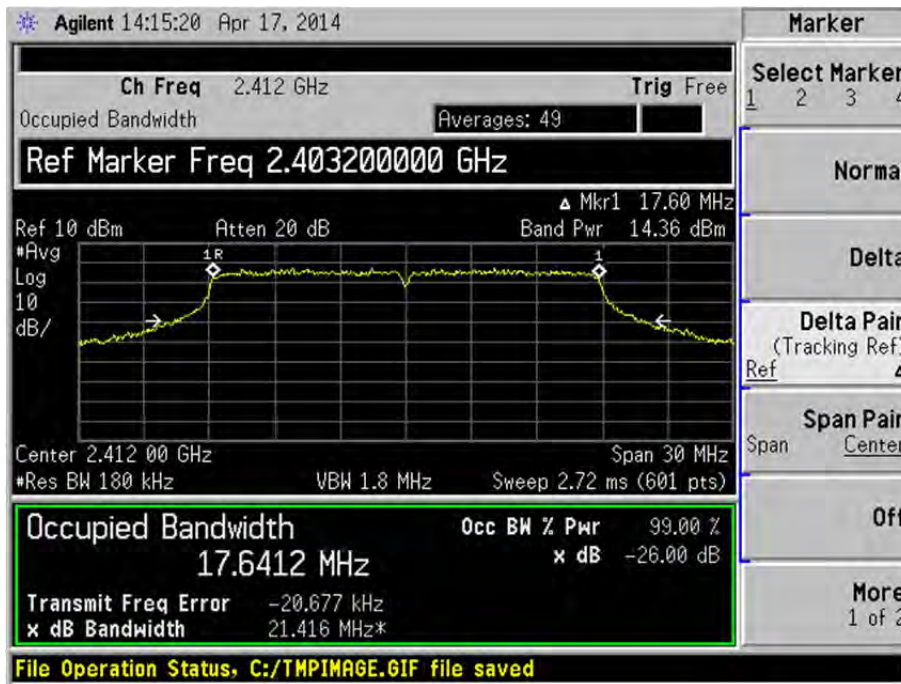 Agilent 14:15:20 Apr 17, 2014
Ch Freq 2.412 GHz Trig Free
Occupied Bandwidth Averages: 49
Ref Marker Freq 2.403200000 GHz
Δ Mkr1 17.60 MHz
Ref 10 dBm Atten 20 dB Band Pwr 14.36 dBm
#Avg
Log
10
dB/
1R 1
Center 2.412 00 GHz Span 30 MHz
#Res BW 180 kHz VBW 1.8 MHz Sweep 2.72 ms (601 pts)
Occupied Bandwidth Occ BW % Pwr 99.00 %
17.6412 MHz x dB -26.00 dB
Transmit Freq Error -20.677 kHz
x dB Bandwidth 21.416 MHz*
File Operation Status, C:/TMPIMAGE.GIF file saved
Marker
Select Marker
1 2 3 4
Norma
Delta
Delta Pair
(Tracking Ref)
Ref Δ
Span Pair
Span Center
Off
More
1 of 2